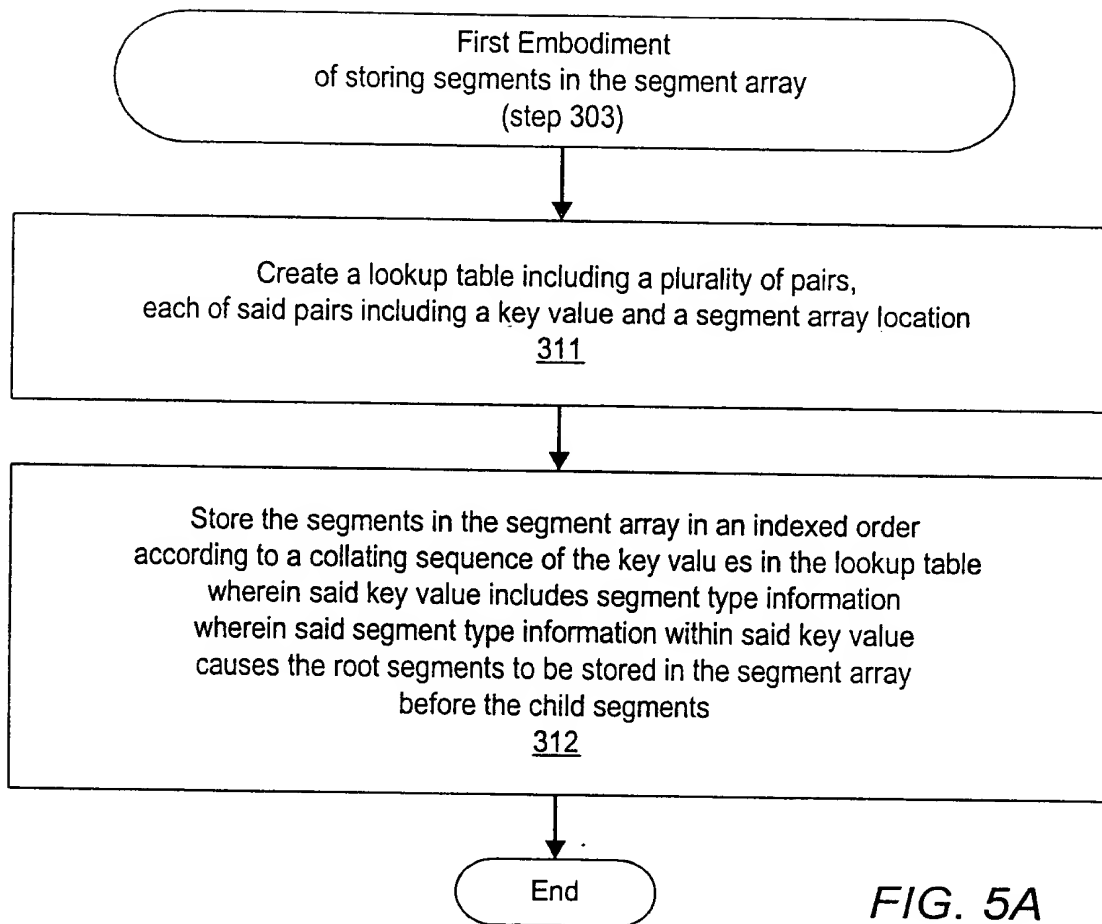 First Embodiment
of storing segments in the segment array
(step 303)
Create a lookup table including a plurality of pairs,
each of said pairs including a key value and a segment array location
311
Store the segments in the segment array in an indexed order
according to a collating sequence of the key valu es in the lookup table
wherein said key value includes segment type information
wherein said segment type information within said key value
causes the root segments to be stored in the segment array
before the child segments
312
End
FIG. 5A